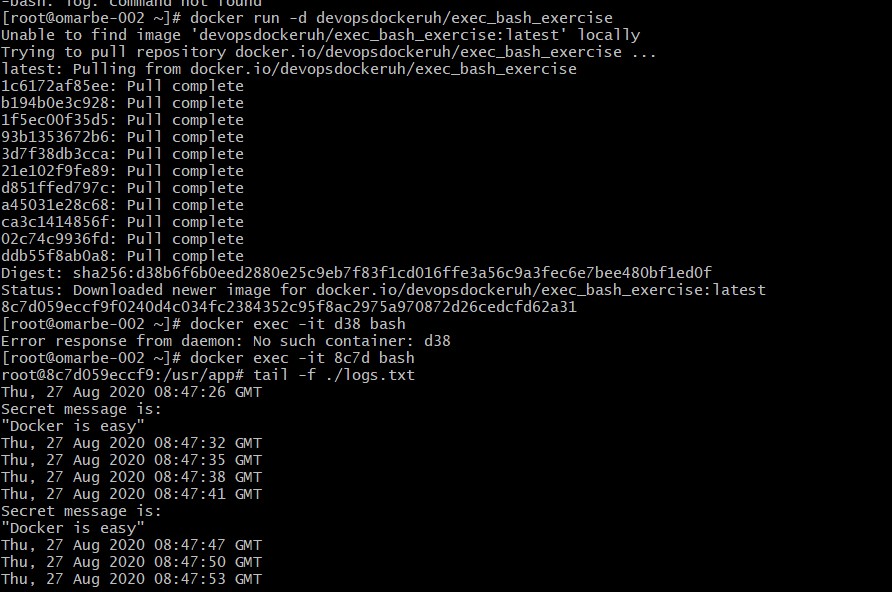 -bash: log: command not found
[root@omarbe-002 ~]# docker run -d devopsdockeruh/exec_bash_exercise
Unable to find image 'devopsdockeruh/exec_bash_exercise:latest' locally
Trying to pull repository docker.io/devopsdockeruh/exec_bash_exercise ...
latest: Pulling from docker.io/devopsdockeruh/exec_bash_exercise
1c6172af85ee: Pull complete
b194b0e3c928: Pull complete
1f5ec00f35d5: Pull complete
93b1353672b6: Pull complete
3d7f38db3cca: Pull complete
21e102f9fe89: Pull complete
d851ffed797c: Pull complete
a45031e28c68: Pull complete
ca3c1414856f: Pull complete
02c74c9936fd: Pull complete
ddb55f8ab0a8: Pull complete
Digest: sha256:d38b6f6b0eed2880e25c9eb7f83f1cd016ffe3a56c9a3fec6e7bee480bf1ed0f
Status: Downloaded newer image for docker.io/devopsdockeruh/exec_bash_exercise:latest
8c7d059eccf9f0240d4c034fc2384352c95f8ac2975a970872d26cedcfd62a31
[root@omarbe-002 ~]# docker exec -it d38 bash
Error response from daemon: No such container: d38
[root@omarbe-002 ~]# docker exec -it 8c7d bash
root@8c7d059eccf9:/usr/app# tail -f ./logs.txt
Thu, 27 Aug 2020 08:47:26 GMT
Secret message is:
"Docker is easy"
Thu, 27 Aug 2020 08:47:32 GMT
Thu, 27 Aug 2020 08:47:35 GMT
Thu, 27 Aug 2020 08:47:38 GMT
Thu, 27 Aug 2020 08:47:41 GMT
Secret message is:
"Docker is easy"
Thu, 27 Aug 2020 08:47:47 GMT
Thu, 27 Aug 2020 08:47:50 GMT
Thu, 27 Aug 2020 08:47:53 GMT